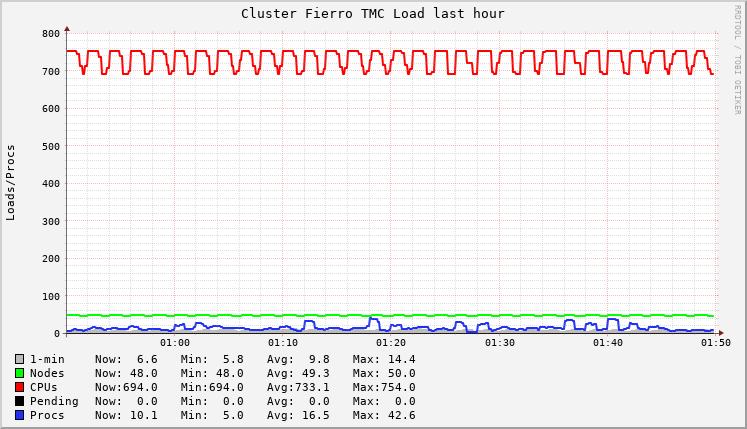 Cluster Fierro TMC Load last hour
RRDTOOL / TOBI OETIKER
Loads/Procs
800
700
600
500
400
300
200
100
0
01:00 01:10 01:20 01:30 01:40 01:50
1-min Now: 6.6 Min: 5.8 Avg: 9.8 Max: 14.4
Nodes Now: 48.0 Min: 48.0 Avg: 49.3 Max: 50.0
CPUs Now:694.0 Min:694.0 Avg:733.1 Max:754.0
Pending Now: 0.0 Min: 0.0 Avg: 0.0 Max: 0.0
Procs Now: 10.1 Min: 5.0 Avg: 16.5 Max: 42.6